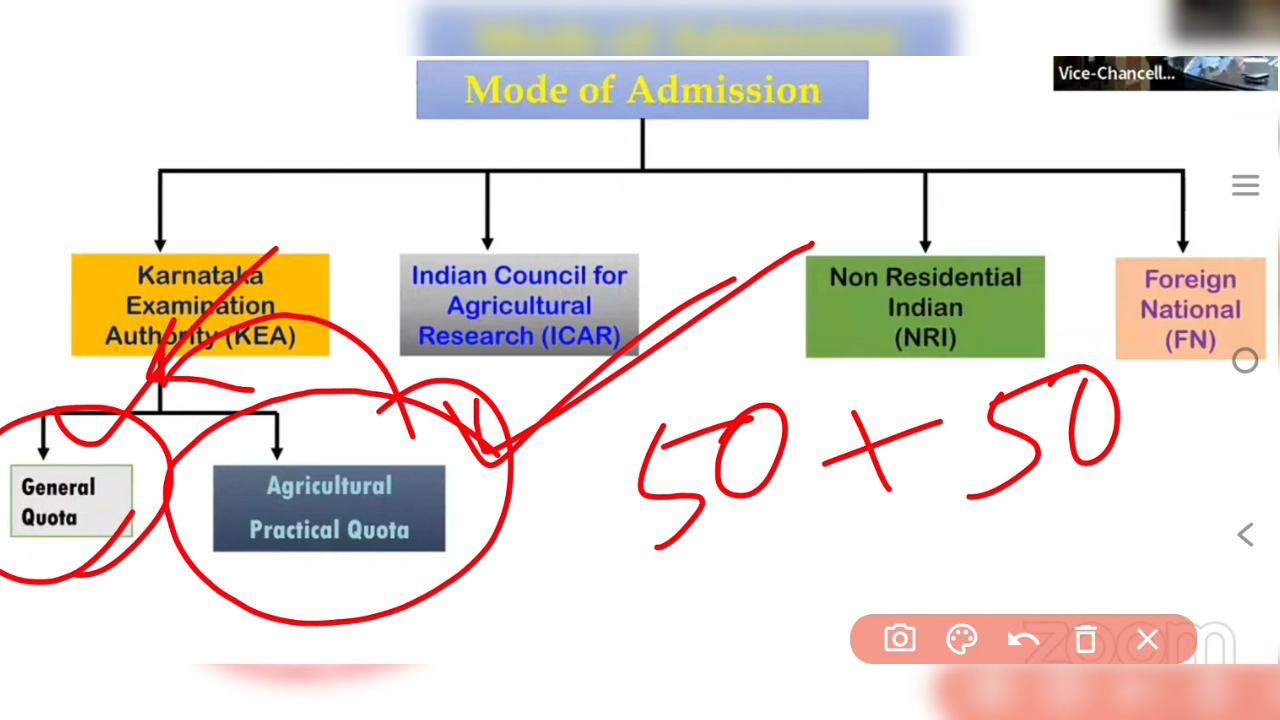 Mode of Admission
Vice-Chancell...
Karnataka
Examination
Authority (KEA)
Indian Council for
Agricultural
Research (ICAR)
Non Residential
Indian
(NRI)
Foreign
National
(FN)
General
Quota
Agricultural
Practical Quota
50 + 50
zoom